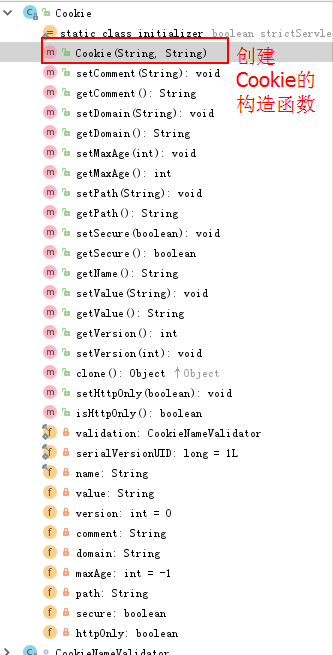 Cookie
static class initializer boolean strictServle
Cookie(String, String)
创建
Cookie的
构造函数
setComment(String): void
getComment(): String
setDomain(String): void
getDomain(): String
setMaxAge(int): void
getMaxAge(): int
setPath(String): void
getPath(): String
setSecure(boolean): void
getSecure(): boolean
getName(): String
setValue(String): void
getValue(): String
getVersion(): int
setVersion(int): void
clone(): Object ↑Object
setHttpOnly(boolean): void
isHttpOnly(): boolean
validation: CookieNameValidator
serialVersionUID: long = 1L
name: String
value: String
version: int = 0
comment: String
domain: String
maxAge: int = -1
path: String
secure: boolean
httpOnly: boolean
CookieNameValidator